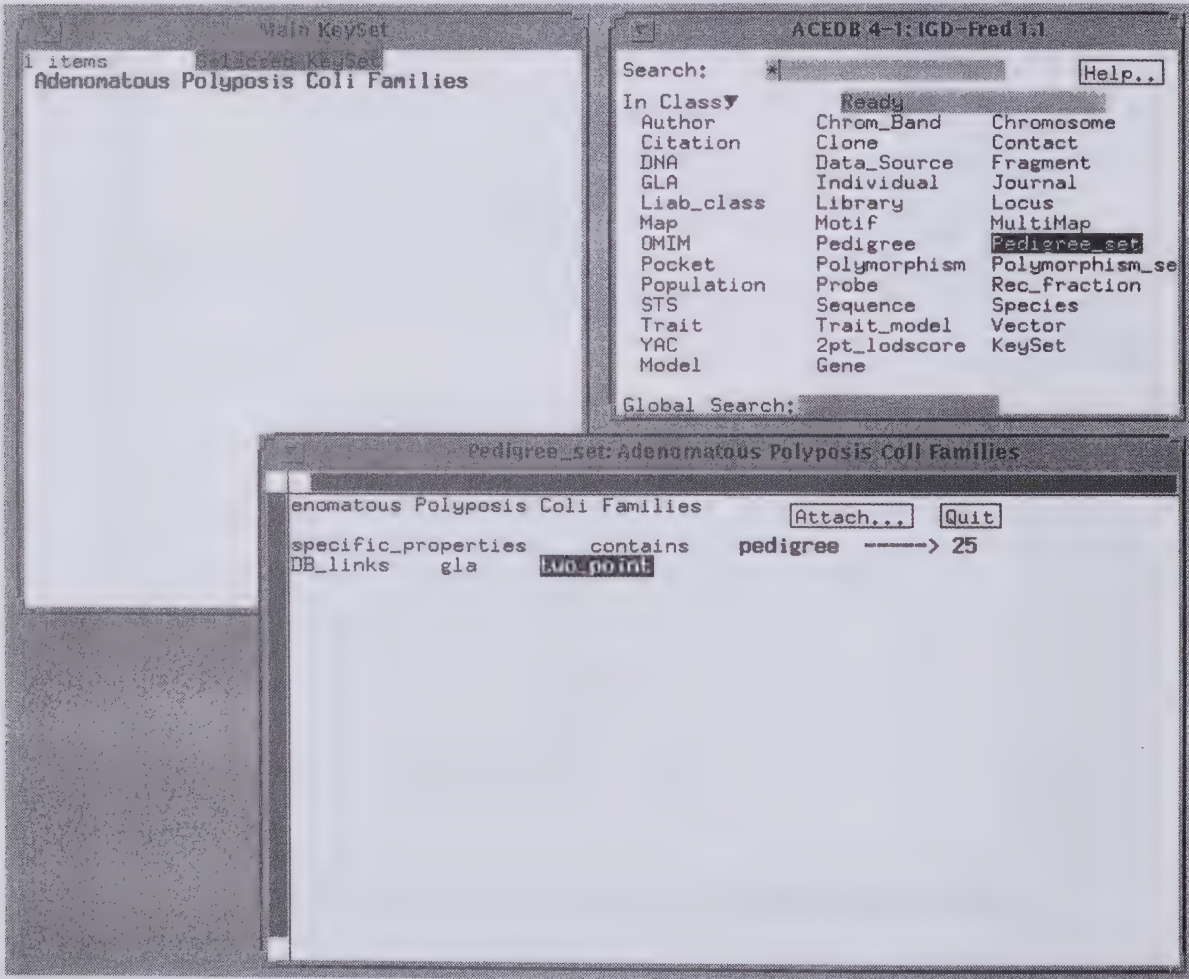 Main KeySet
1 items Selected KeySet
Adenomatous Polyposis Coli Families
ACEDB 4-1: IGD-Fred 1.1
Search: * Help..
In Class Ready
Author Chrom_Band Chromosome
Citation Clone Contact
DNA Data_Source Fragment
GLA Individual Journal
Liab_class Library Locus
Map Motif MultiMap
OMIM Pedigree Pedigree_set
Pocket Polymorphism Polymorphism_se
Population Probe Rec_fraction
STS Sequence Species
Trait Trait_model Vector
YAC 2pt_lodscore KeySet
Model Gene
Global Search:
Pedigree_set: Adenomatous Polyposis Coli Families
enomatous Polyposis Coli Families Attach... Quit
specific_properties contains pedigree -----> 25
DB_links gla two_point